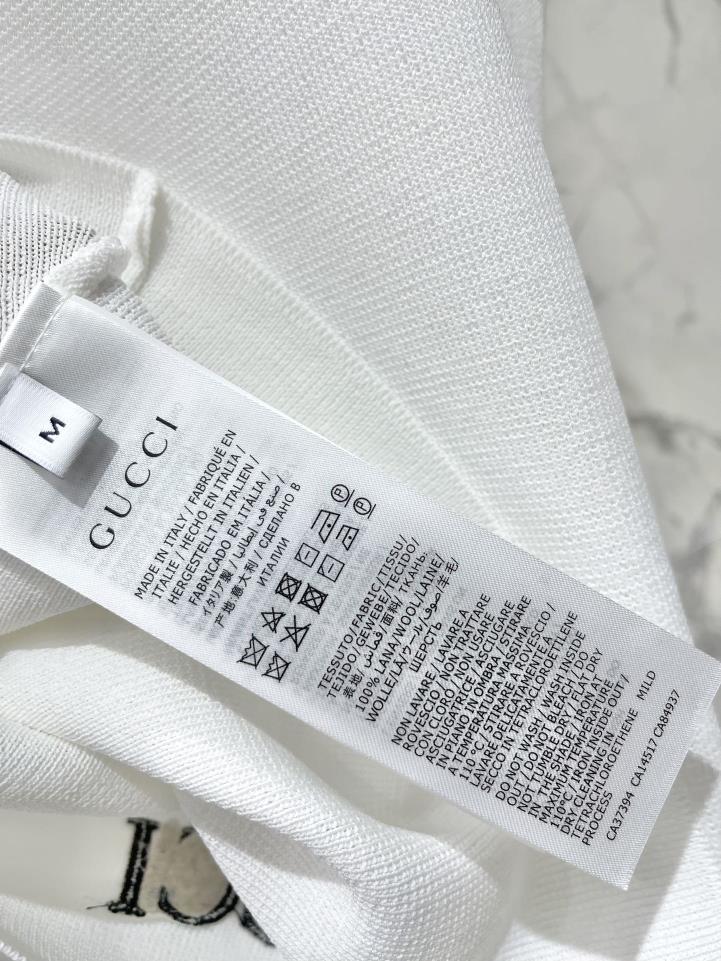 M
GUCCI
MADE IN ITALY / FABRIQUÉ EN
ITALIE / HECHO EN ITALIA /
HERGESTELLT IN ITALIEN /
FABRICADO EM ITÁLIA /
イタリア製 / صنع في إيطاليا /
产地 意大利 / СДЕЛАНО В
ИТАЛИИ
P P
TESSUTO/FABRIC/TISSU/
TEJIDO/GEWEBE/TECIDO/
表地/قماش/面料/ТКАНЬ:
100% LANA/WOOL/LAINE/
WOLLE/LÃ/ウール/صوف/羊毛/
ШЕРСТЬ
NON LAVARE / LAVARE A
ROVESCIO / NON TRATTARE
CON CLORO / NON USARE
ASCIUGATRICE / ASCIUGARE
IN PIANO IN OMBRA / STIRARE
A TEMPERATURA MASSIMA
110°C / STIRARE A ROVESCIO /
LAVARE DELICATAMENTE A
SECCO IN TETRACLOROETILENE
DO NOT WASH / WASH INSIDE
OUT / DO NOT BLEACH / DO
NOT TUMBLE DRY / FLAT DRY
IN THE SHADE / IRON AT
MAXIMUM TEMPERATURE
110°C / IRON INSIDE OUT /
DRY CLEANING IN
TETRACHLOROETHENE MILD
PROCESS
CA37394 CA14517 CA84937